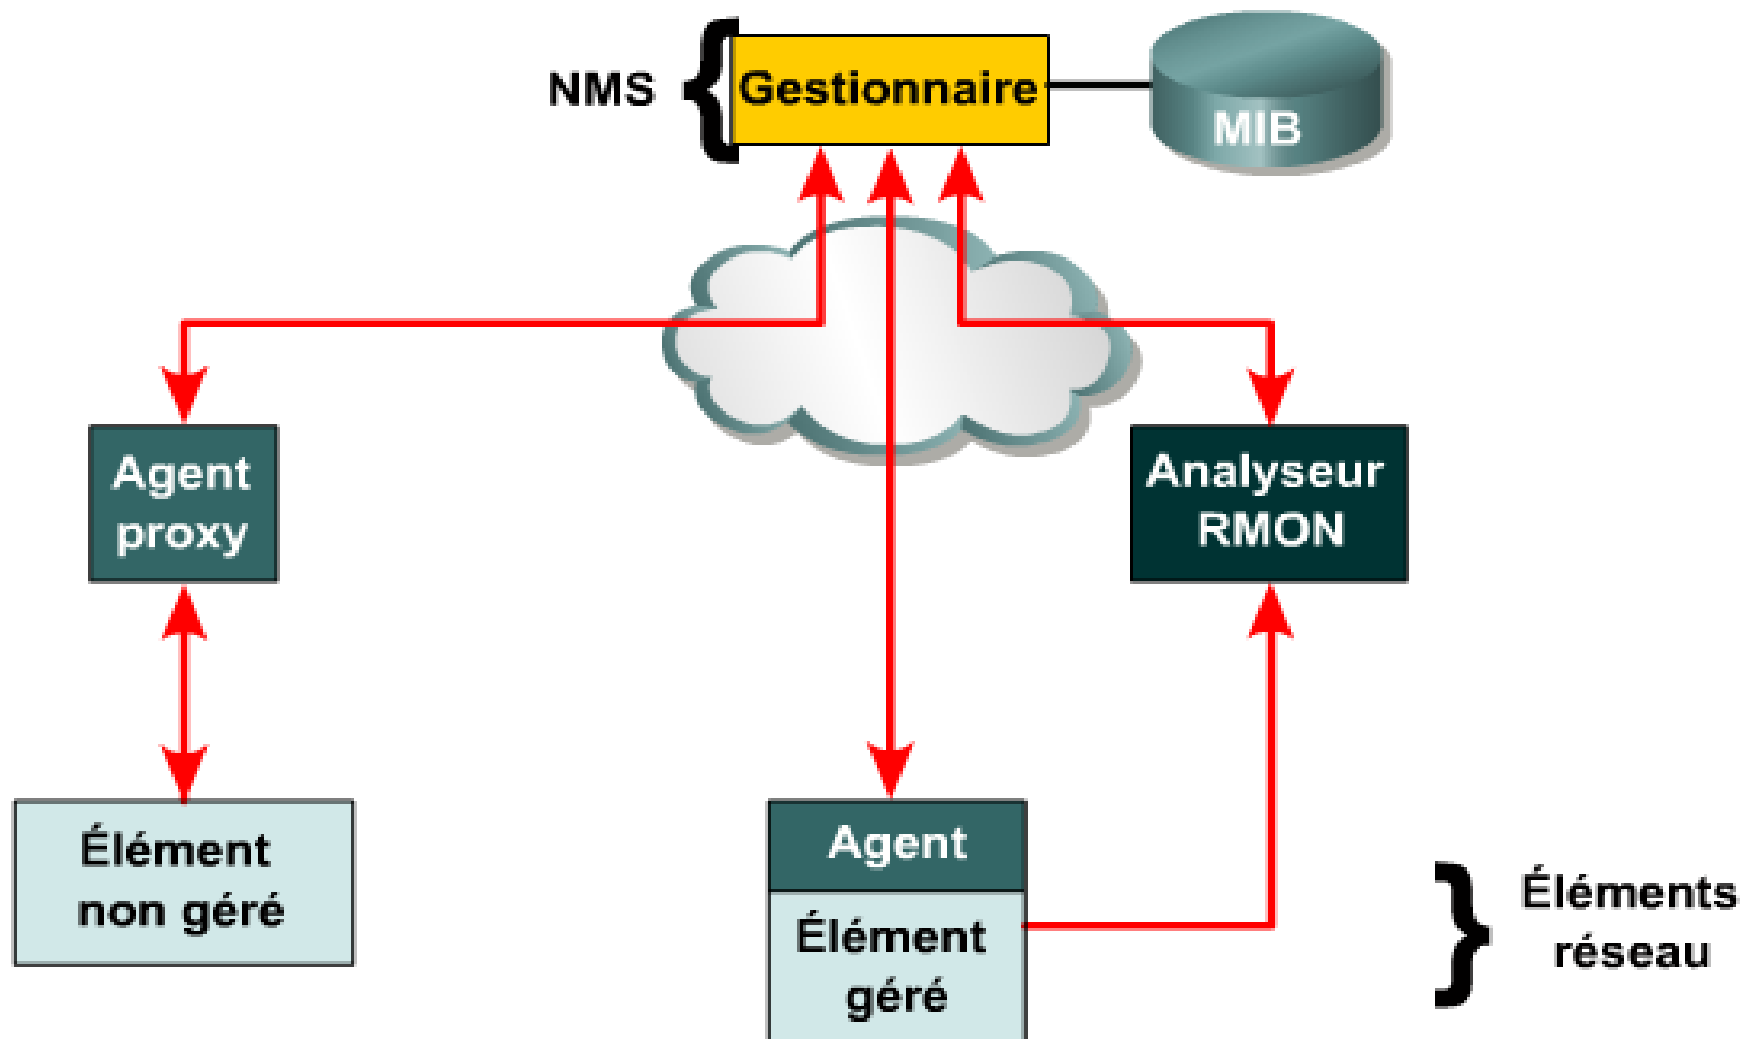 NMS
Gestionnaire
MIB
Agent
proxy
Analyseur
RMON
Élément
non géré
Agent
Élément
géré
Éléments
réseau